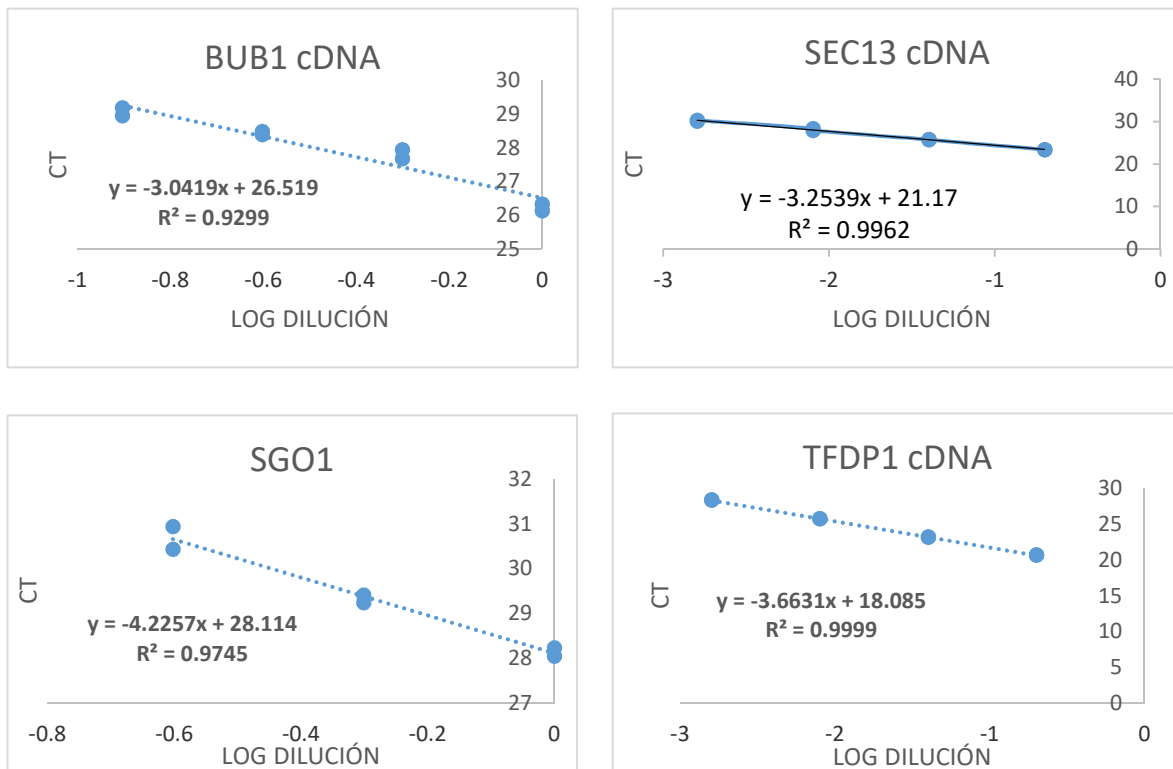 BUB1 cDNA
30
29
28
27
26
25
CT
y = -3.0419x + 26.519
R² = 0.9299
-1 -0.8 -0.6 -0.4 -0.2 0
LOG DILUCIÓN
SEC13 cDNA
40
30
20
10
0
CT
y = -3.2539x + 21.17
R² = 0.9962
-3 -2 -1 0
LOG DILUCIÓN
SGO1
32
31
30
29
28
27
CT
y = -4.2257x + 28.114
R² = 0.9745
-0.8 -0.6 -0.4 -0.2 0
LOG DILUCIÓN
TFDP1 cDNA
30
25
20
15
10
5
0
CT
y = -3.6631x + 18.085
R² = 0.9999
-3 -2 -1 0
LOG DILUCIÓN